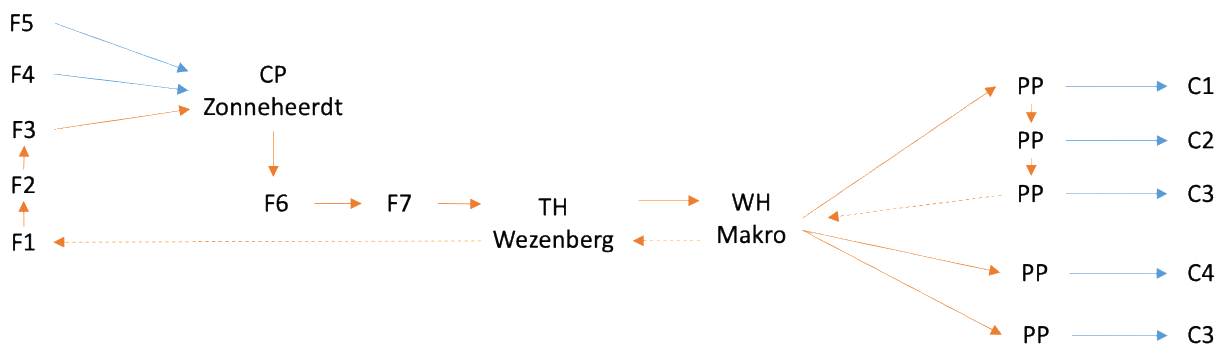 F5
F4
F3
F2
F1
CP
Zonneheerdt
F6
F7
TH
Wezenberg
WH
Makro
PP
C1
PP
C2
PP
C3
PP
C4
PP
C3